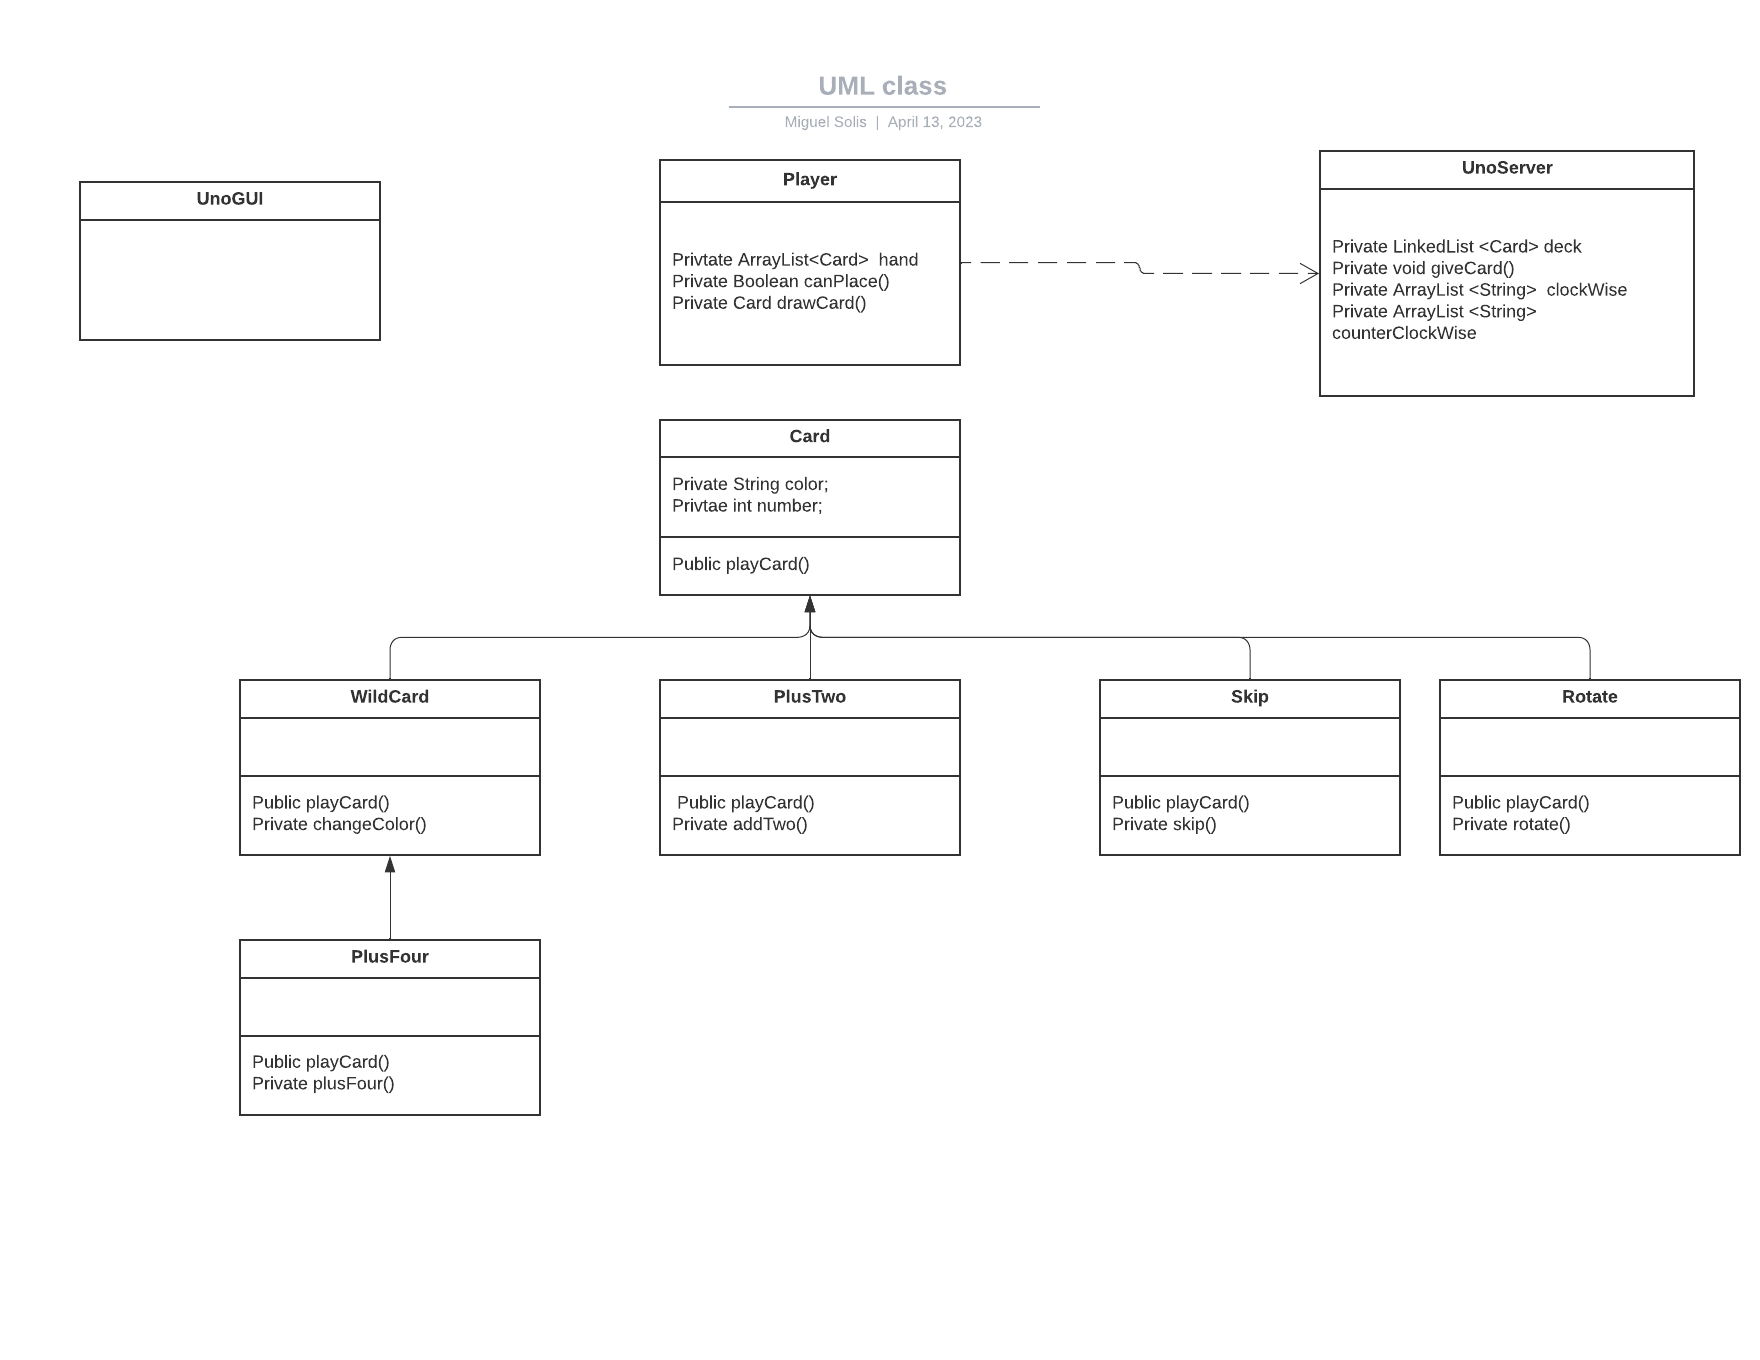 UML class
Miguel Solis | April 13, 2023
UnoGUI
Player
Privtate ArrayList<Card> hand
Private Boolean canPlace()
Private Card drawCard()
UnoServer
Private LinkedList <Card> deck
Private void giveCard()
Private ArrayList <String> clockWise
Private ArrayList <String>
counterClockWise
Card
Private String color;
Privtae int number;
Public playCard()
WildCard
Public playCard()
Private changeColor()
PlusTwo
Public playCard()
Private addTwo()
Skip
Public playCard()
Private skip()
Rotate
Public playCard()
Private rotate()
PlusFour
Public playCard()
Private plusFour()